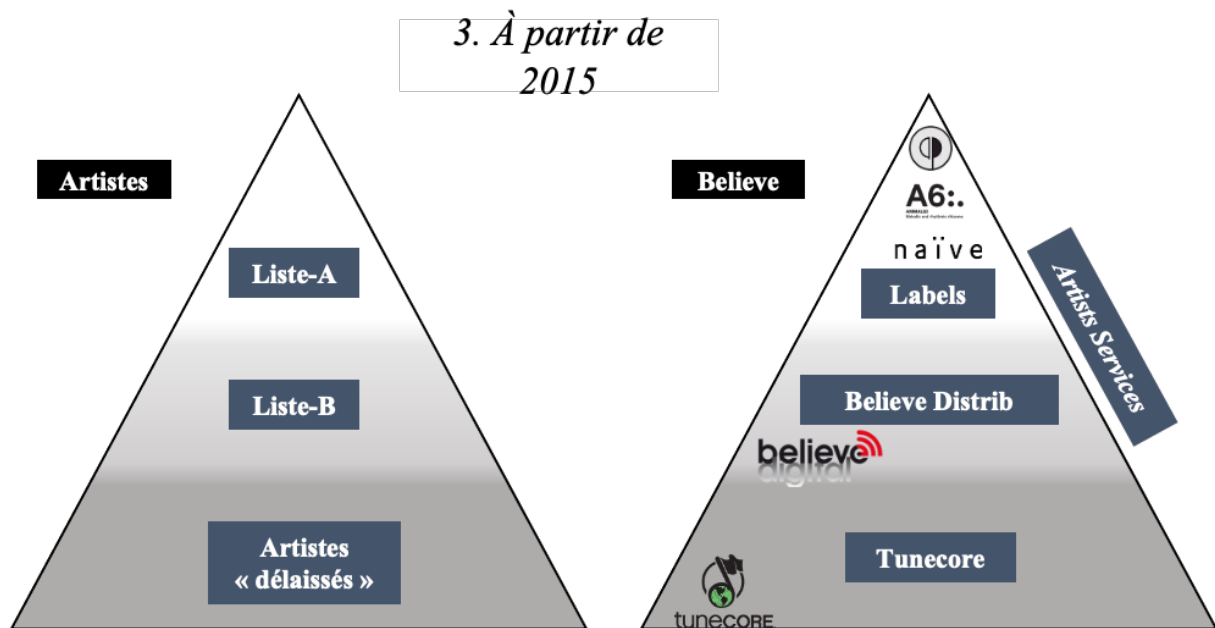 3. À partir de
2015
Artistes
Liste-A
Liste-B
Artistes
« délaissés »
Believe
A6:.
naïve
Labels
Artists Services
Believe Distrib
believe
digital
Tunecore
tunecORE